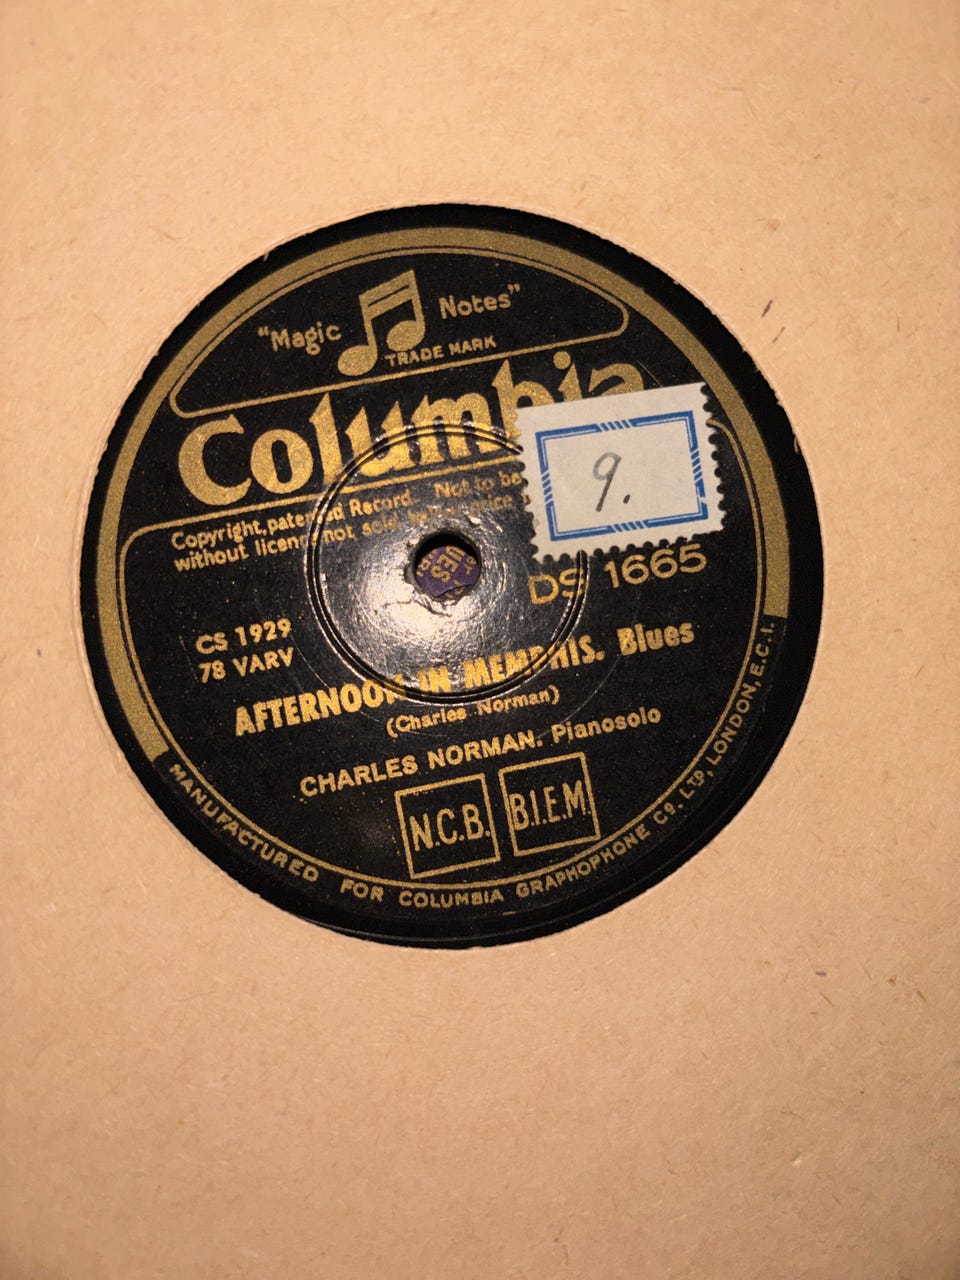 "Magic Notes"
TRADE MARK
Columbia
9.
Copyright, patented Record. Not to be
without licence, not sold
DS 1665
CS 1929
78 VARV
AFTERNOON IN MEMPHIS. Blues
(Charles Norman)
CHARLES NORMAN. Pianosolo
N.C.B. B.I.E.M.
MANUFACTURED FOR COLUMBIA GRAPHOPHONE CO. LTD, LONDON, E.C.1.
UES